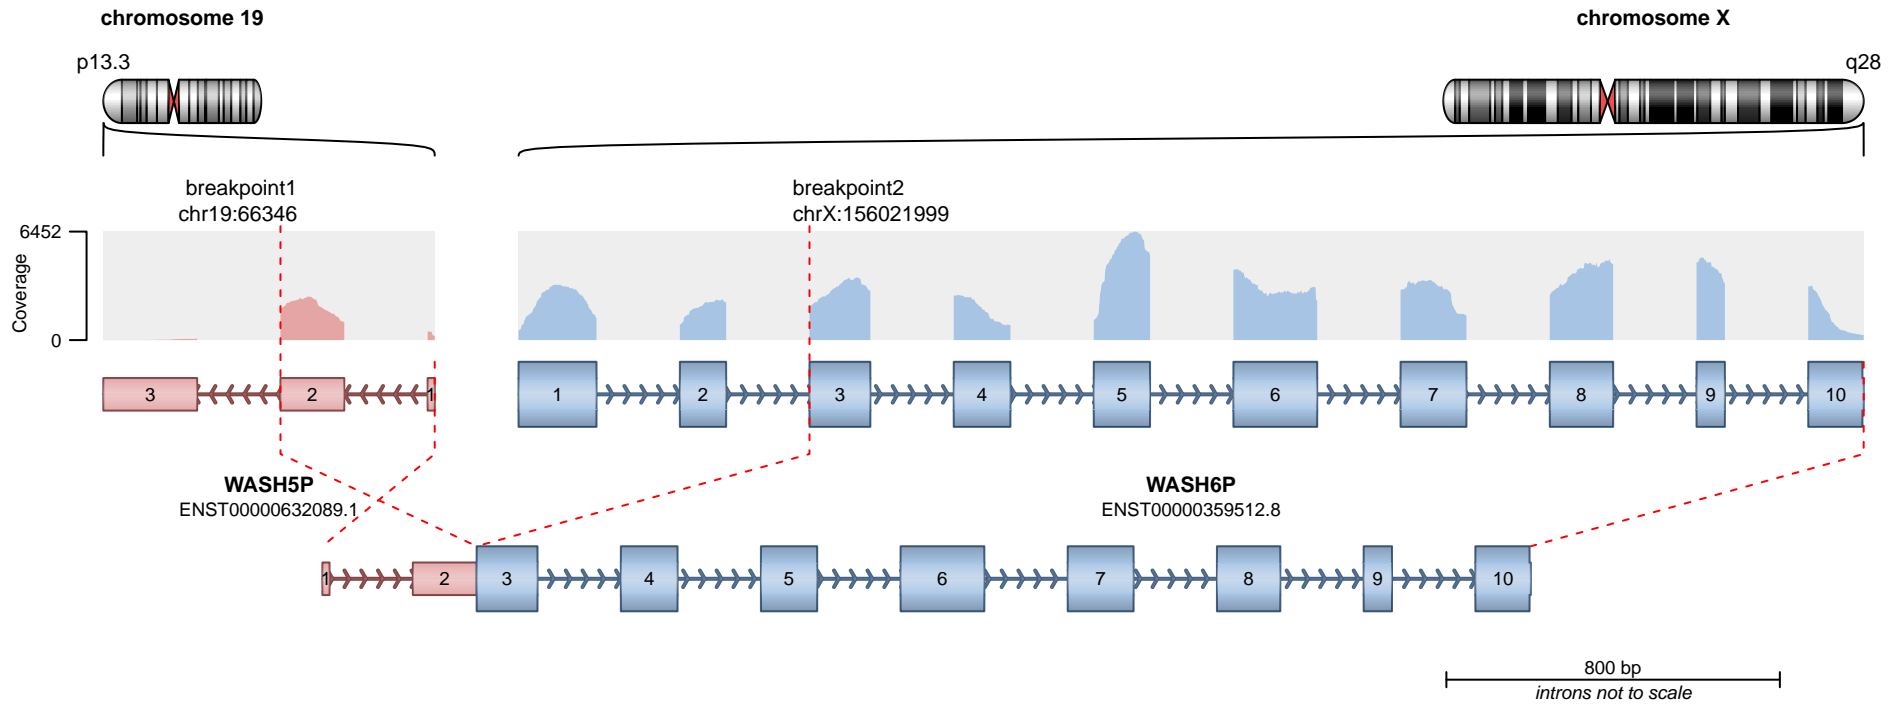 chromosome 19
chromosome X
p13.3
q28
breakpoint1
chr19:66346
breakpoint2
chrX:156021999
6452
Coverage
0
3 2 1
1 2 3 4 5 6 7 8 9 10
WASH5P
ENST00000632089.1
WASH6P
ENST00000359512.8
1 2 3 4 5 6 7 8 9 10
800 bp
introns not to scale